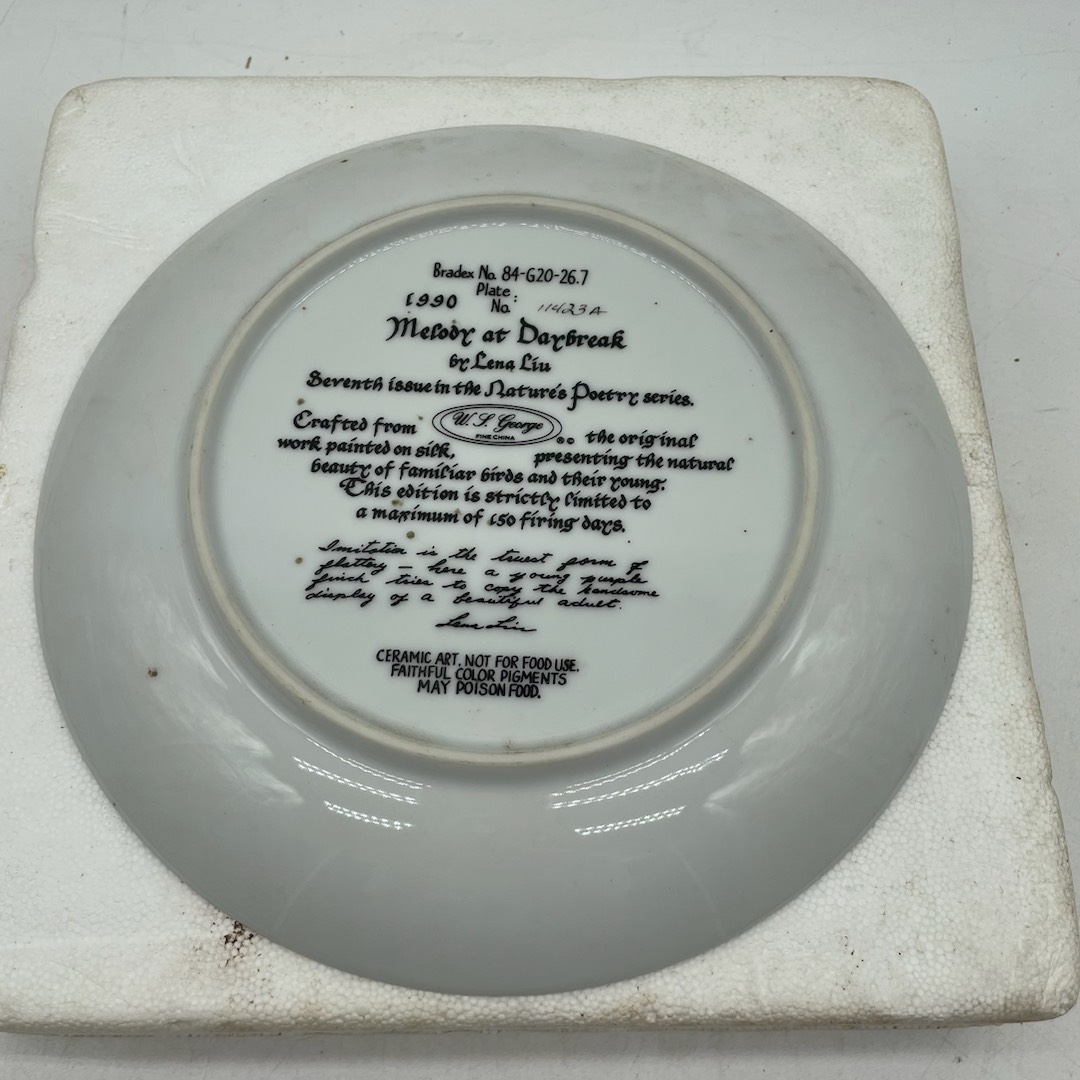 Bradex No. 84-G20-26.7
1990 Plate No.: 11423A
Melody at Daybreak
by Lena Liu
Seventh issue in the Nature's Poetry series.
Crafted from W. S. George FINE CHINA ®© the original
work painted on silk, presenting the natural
beauty of familiar birds and their young.
This edition is strictly limited to
a maximum of 150 firing days.
Imitation is the truest form of
flattery – here a young purple
finch tries to copy the handsome
display of a beautiful adult.
Lena Liu
CERAMIC ART, NOT FOR FOOD USE.
FAITHFUL COLOR PIGMENTS
MAY POISON FOOD.